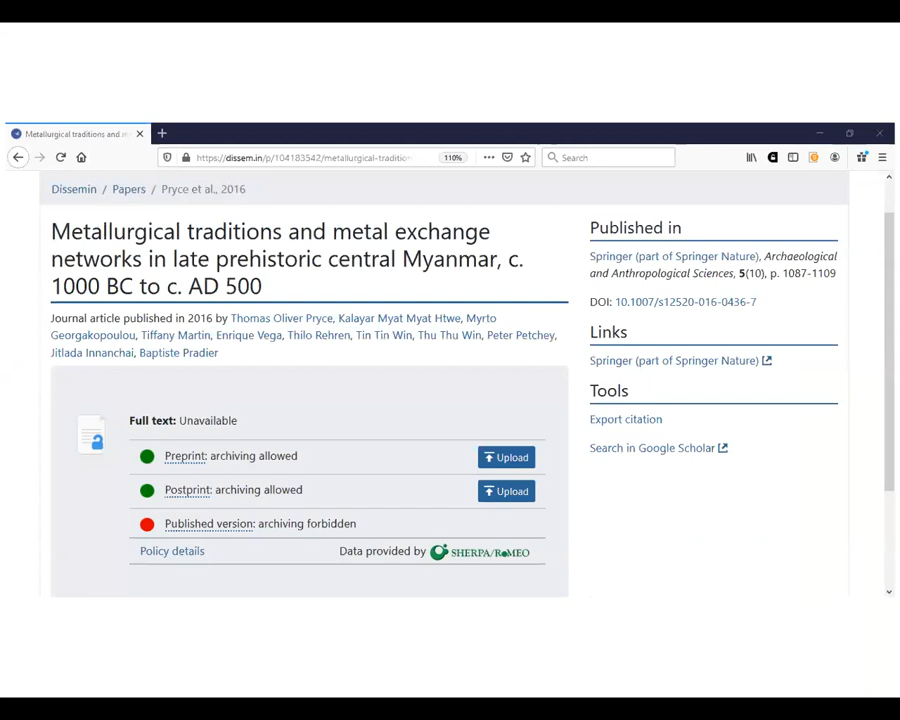 Metallurgical traditions and m
https://dissem.in/p/104183542/metallurgical-traditio
110%
Search
Dissemin / Papers / Pryce et al., 2016
Metallurgical traditions and metal exchange
networks in late prehistoric central Myanmar, c.
1000 BC to c. AD 500
Journal article published in 2016 by Thomas Oliver Pryce, Kalayar Myat Myat Htwe, Myrto
Georgakopoulou, Tiffany Martin, Enrique Vega, Thilo Rehren, Tin Tin Win, Thu Thu Win, Peter Petchey,
Jitlada Innanchai, Baptiste Pradier
Full text: Unavailable
Preprint: archiving allowed
Upload
Postprint: archiving allowed
Upload
Published version: archiving forbidden
Policy details
Data provided by SHERPA/RoMEO
Published in
Springer (part of Springer Nature), Archaeological
and Anthropological Sciences, 5(10), p. 1087-1109
DOI: 10.1007/s12520-016-0436-7
Links
Springer (part of Springer Nature)
Tools
Export citation
Search in Google Scholar